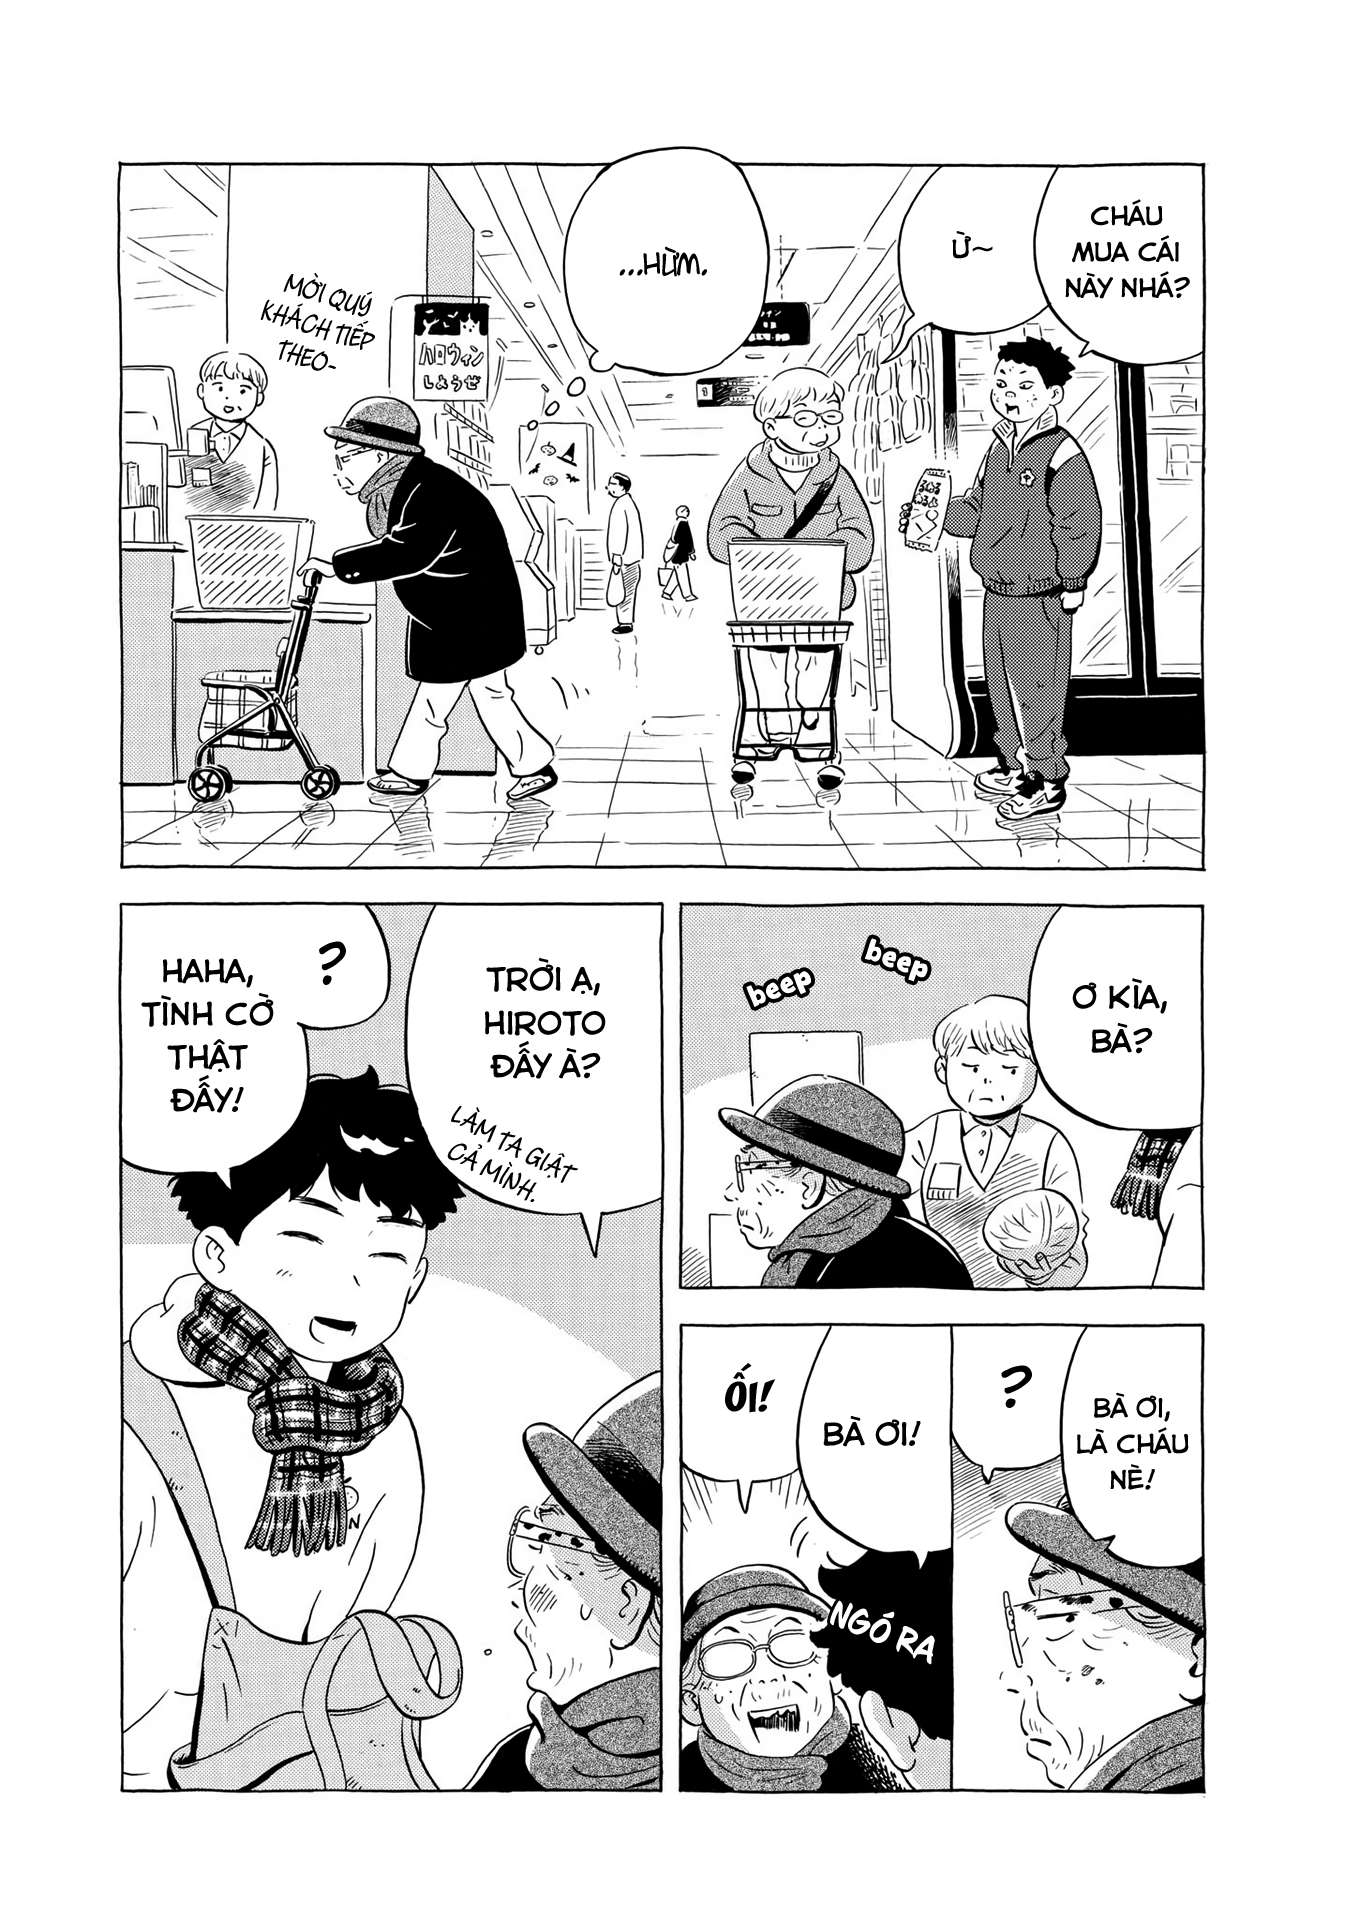 CHÁU
MUA CÁI
NÀY NHÁ?
Ừ~
...HỪM.
MỜI QUÝ
KHÁCH TIẾP
THEO-
ハロウィン
しようぜ
1
Ơ KÌA,
BÀ?
beep
beep
BÀ ƠI,
LÀ CHÁU
NÈ!
?
BÀ ƠI!
ỐI!
NGÓ RA
TRỜI Ạ,
HIROTO
ĐẤY À?
LÀM TA GIẬT
CẢ MÌNH.
?
HAHA,
TÌNH CỜ
THẬT
ĐẤY!
N
XI